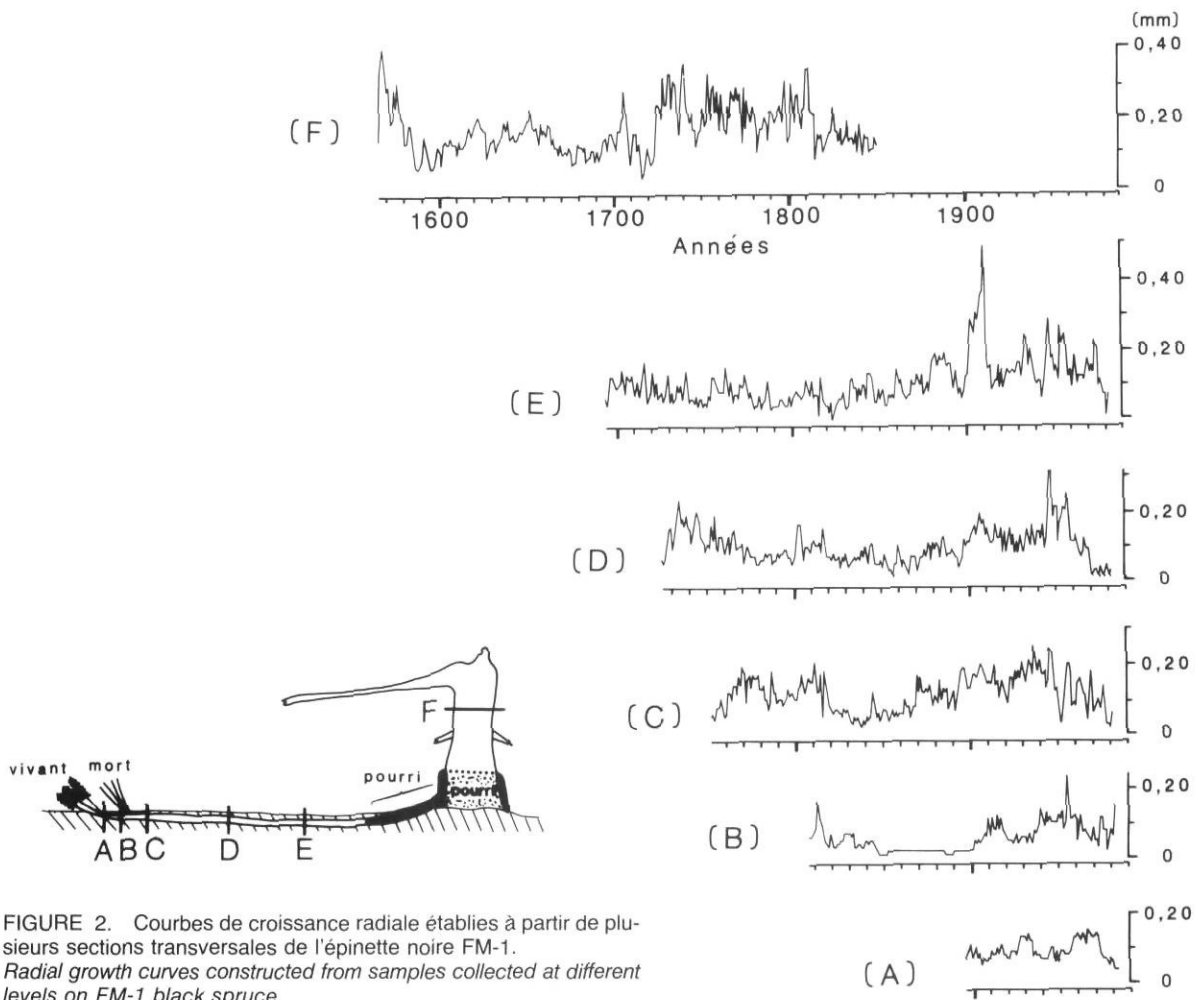 (mm)
0,40
0,20
0
(F)
1600 1700 1800 1900
Années
0,40
0,20
(E)
0,20
0
(D)
0,20
0
(C)
0,20
0
(B)
0,20
0
(A)
vivant mort pourri pourri
F
A B C D E
FIGURE 2. Courbes de croissance radiale établies à partir de plu-
sieurs sections transversales de l'épinette noire FM-1.
Radial growth curves constructed from samples collected at different
levels on FM-1 black spruce.